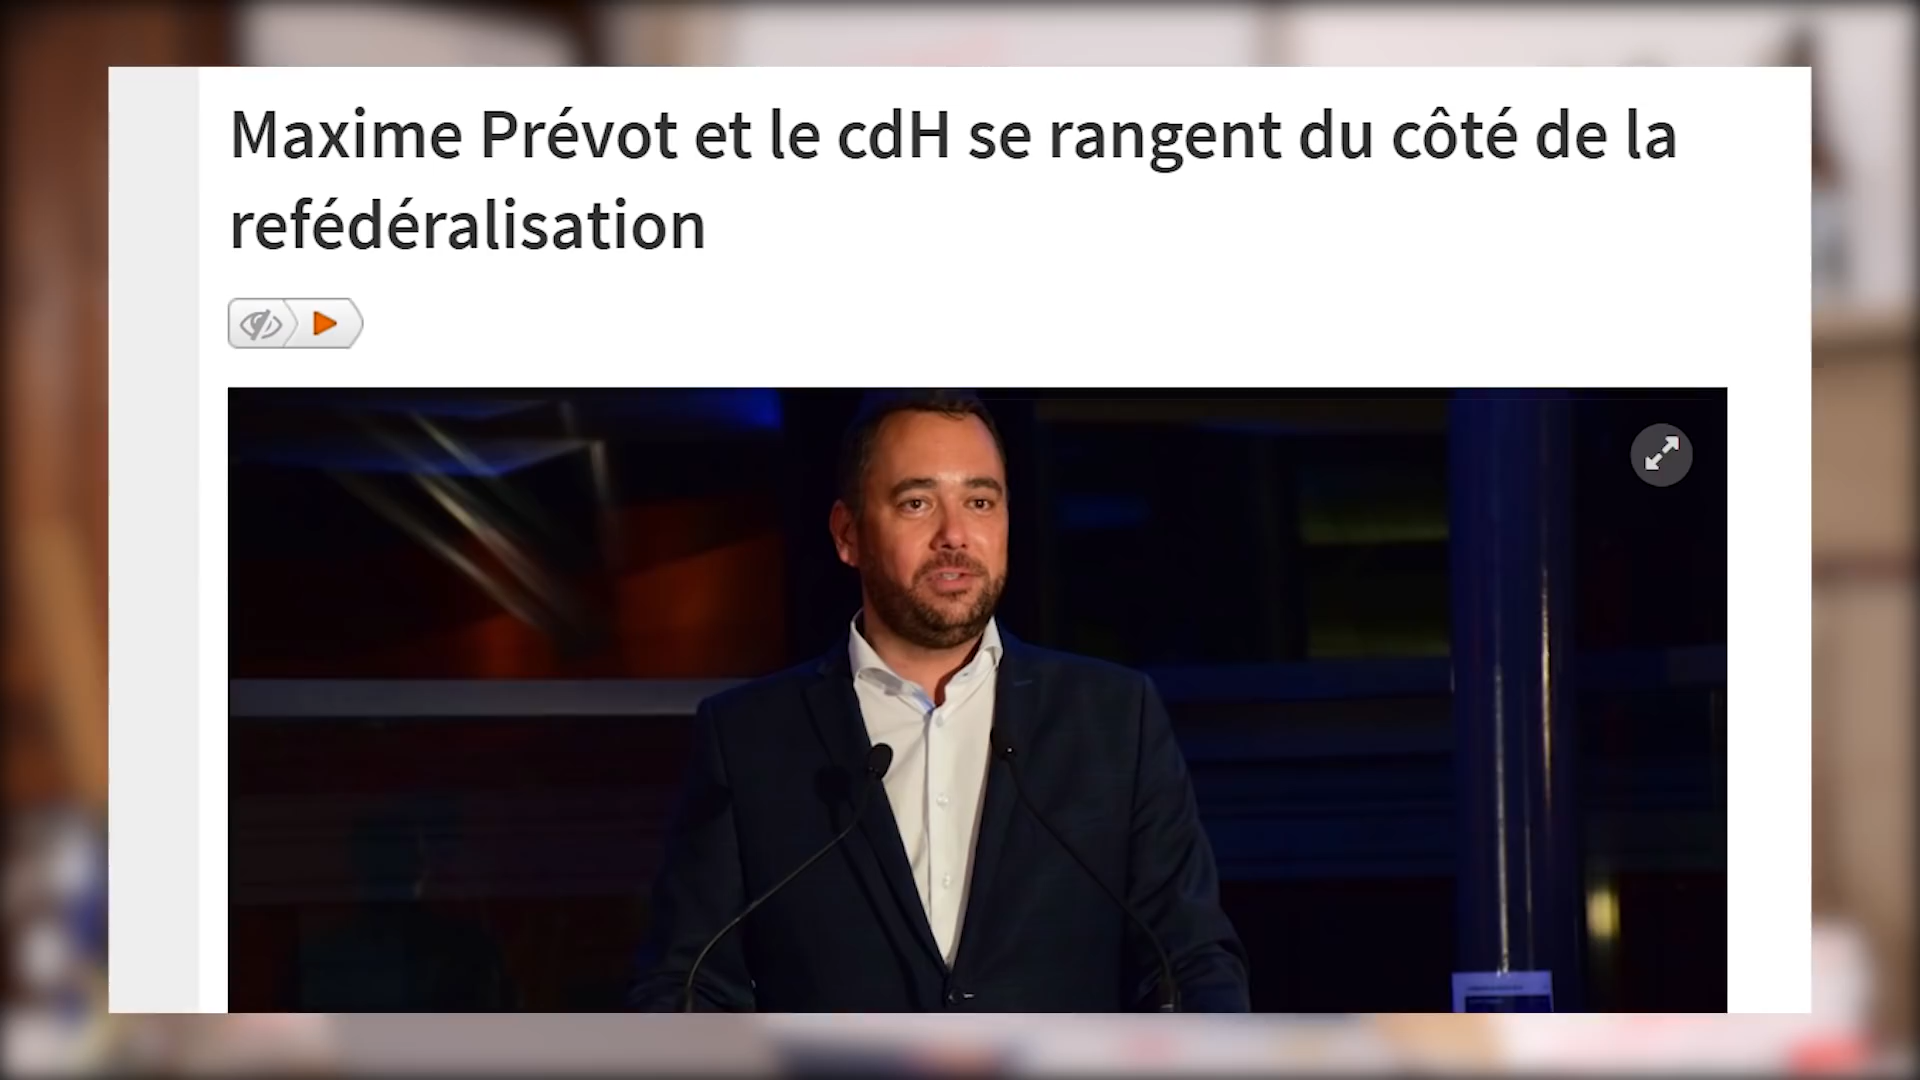 Maxime Prévot et le cdH se rangent du côté de la
refédéralisation